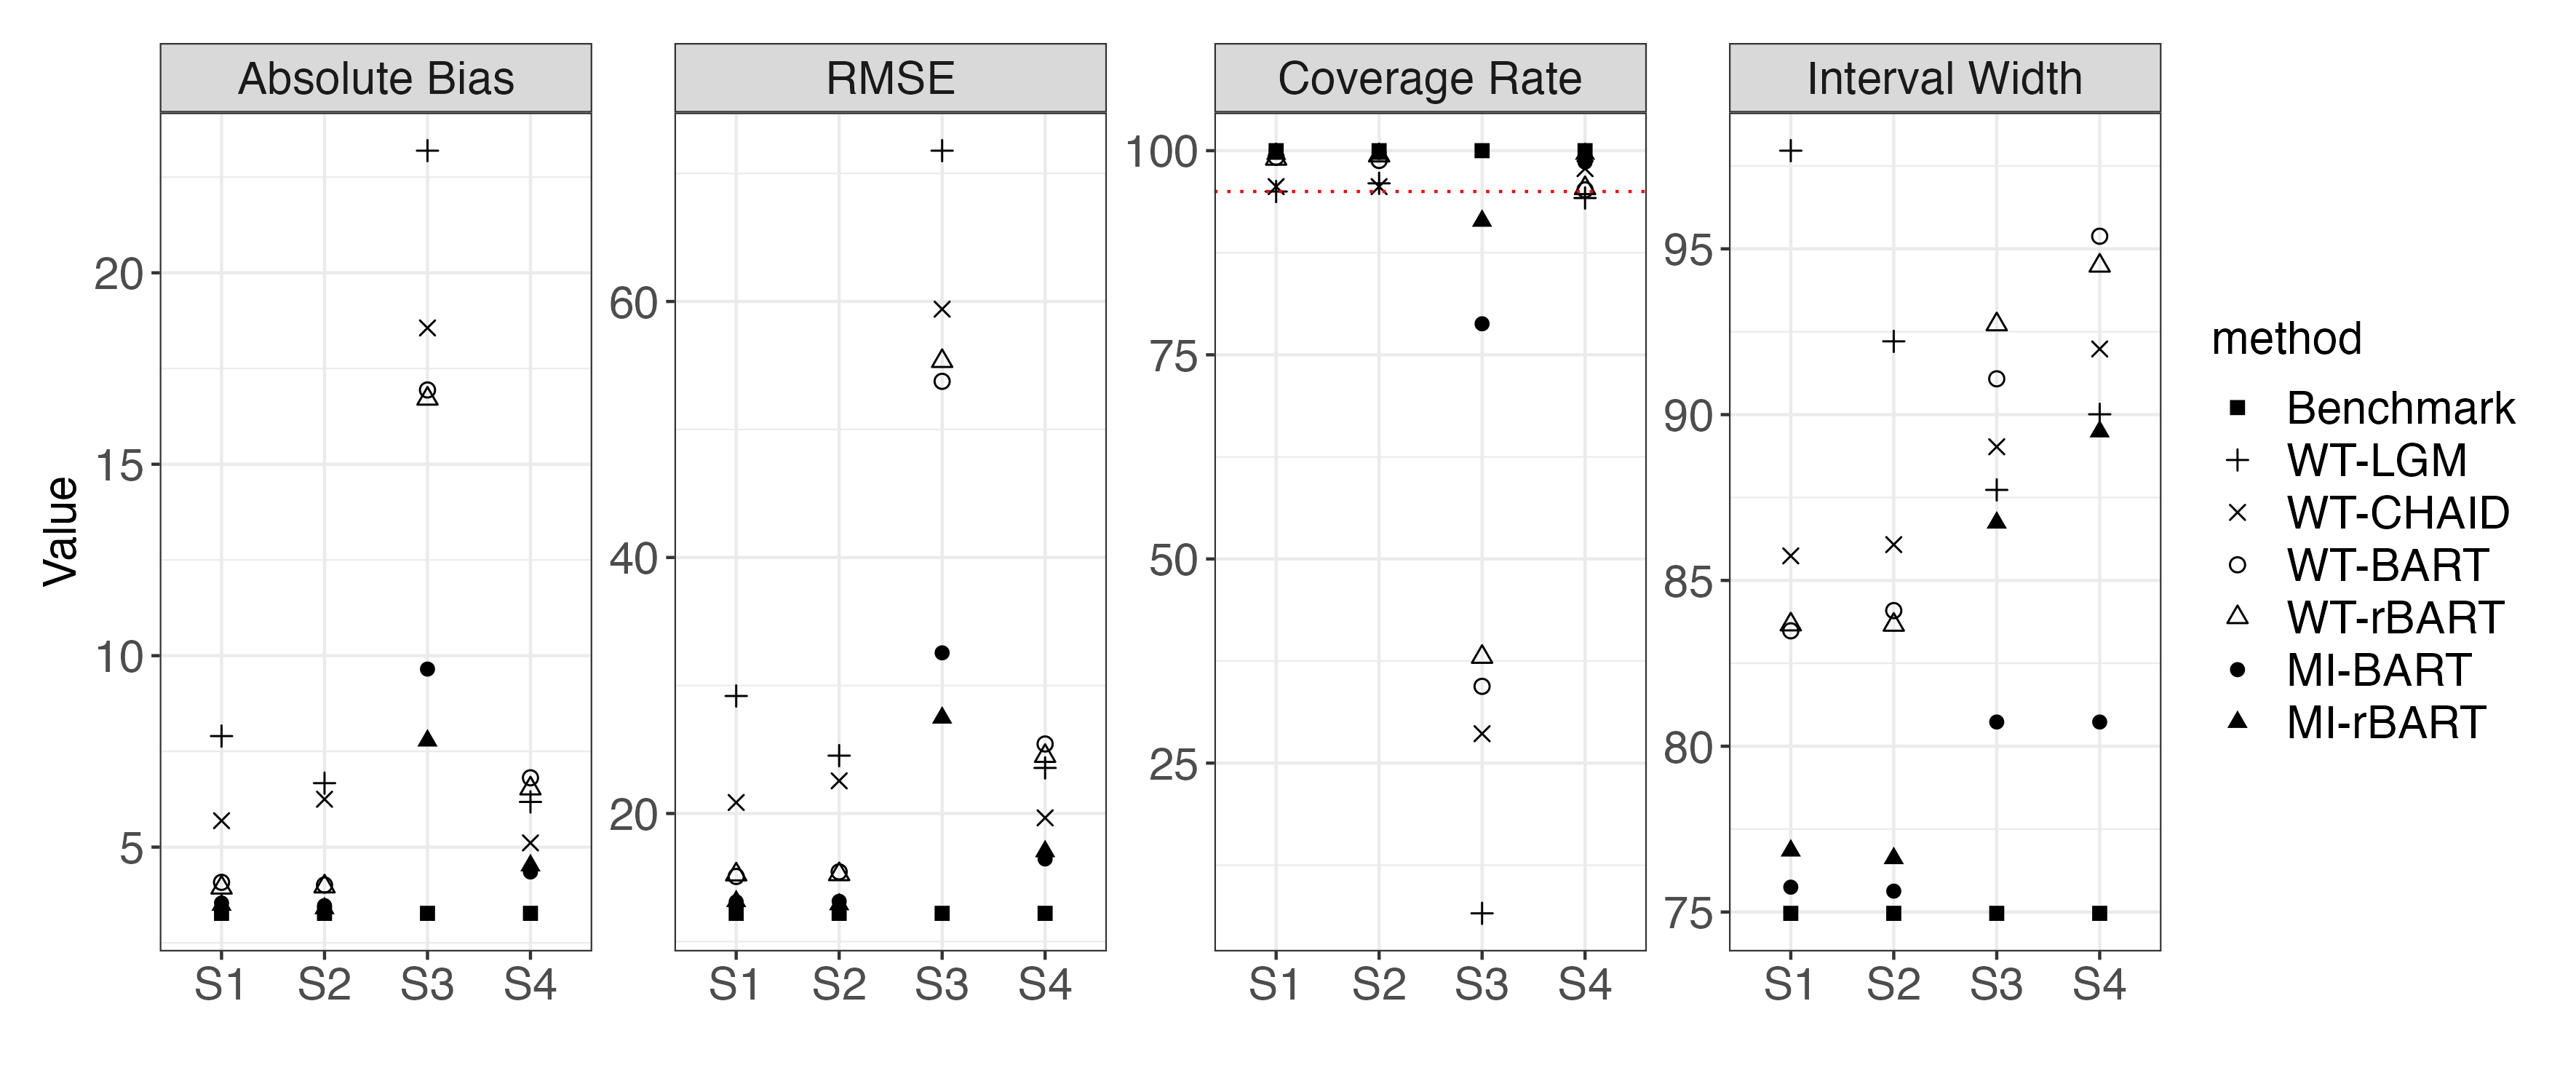 Absolute Bias
RMSE
Coverage Rate
Interval Width
Value
20
15
10
5
S1 S2 S3 S4
60
40
20
S1 S2 S3 S4
100
75
50
25
S1 S2 S3 S4
95
90
85
80
75
S1 S2 S3 S4
method
Benchmark
WT-LGM
WT-CHAID
WT-BART
WT-rBART
MI-BART
MI-rBART